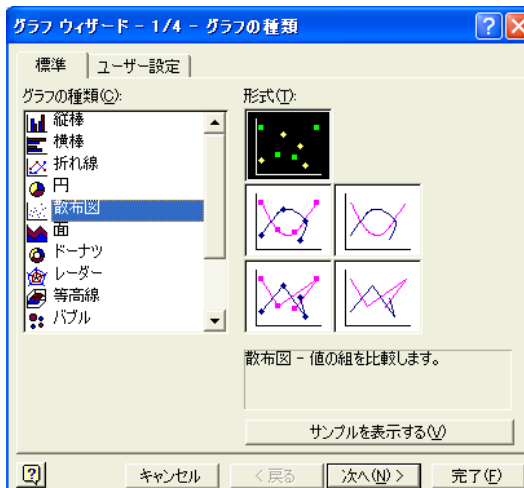 グラフ ウィザード - 1/4 - グラフの種類
標準
ユーザー設定
グラフの種類(C):
縦棒
横棒
折れ線
円
散布図
面
ドーナツ
レーダー
等高線
バブル
形式(T):
散布図 - 値の組を比較します。
サンプルを表示する(V)
キャンセル
< 戻る
次へ(N) >
完了(F)